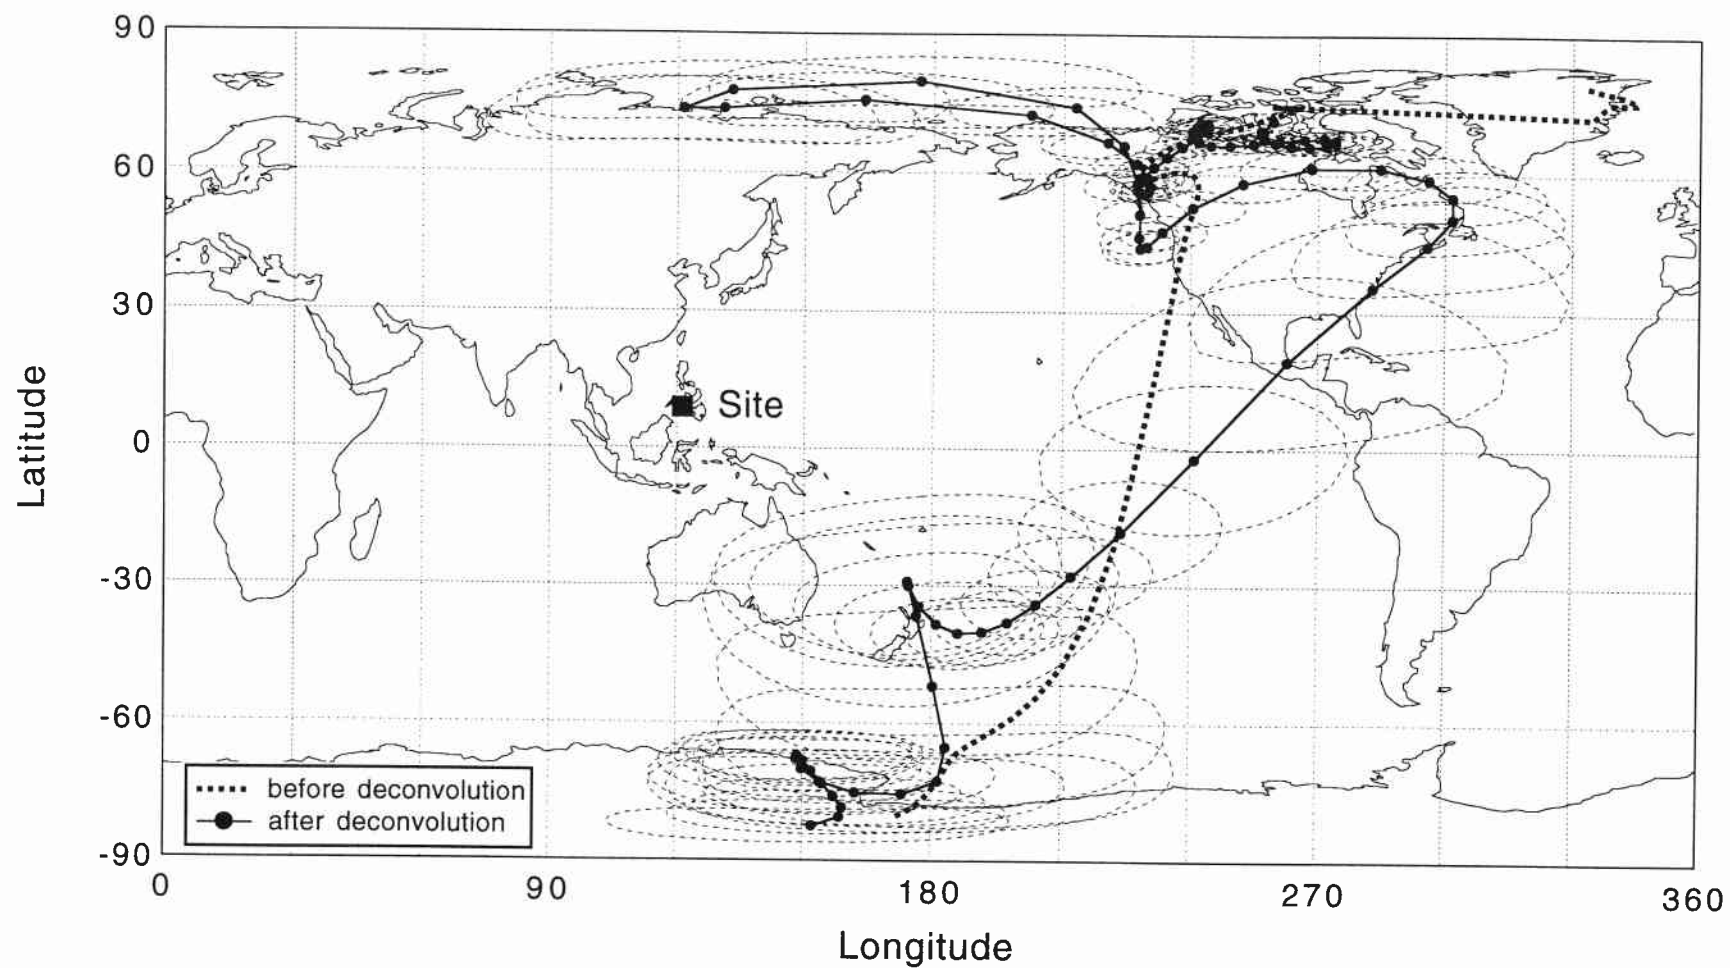 90
60
30
0
-30
-60
-90
Latitude
Site
before deconvolution
after deconvolution
0 90 180 270 360
Longitude